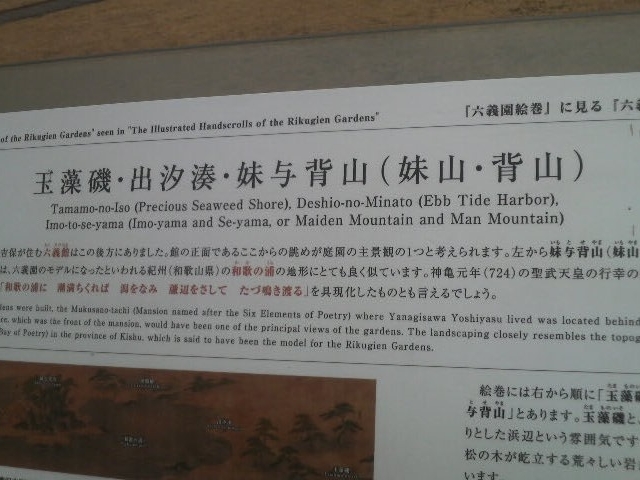 of the Rikugien Gardens' seen in "The Illustrated Handscrolls of the Rikugien Gardens"
『六義園絵巻』に見る『六義
玉藻磯・出汐湊・妹与背山(妹山・背山)
Tamamo-no-Iso (Precious Seaweed Shore), Deshio-no-Minato (Ebb Tide Harbor),
Imo-to-se-yama (Imo-yama and Se-yama, or Maiden Mountain and Man Mountain)
吉保が住む六義館はこの後方にありました。館の正面であるここからの眺めが庭園の主景観の1つと考えられます。左から妹与背山(妹山
は、六義園のモデルになったといわれる紀州(和歌山県)の和歌の浦の地形にとても良く似ています。神亀元年(724)の聖武天皇の行幸の
「和歌の浦に 潮満ちくれば 潟をなみ 葦辺をさして たづ鳴き渡る」を具現化したものとも言えるでしょう。
were built, the Mukusano-tachi (Mansion named after the Six Elements of Poetry) where Yanagisawa Yoshiyasu lived was located behind
which was the front of the mansion, would have been one of the principal views of the gardens. The landscaping closely resembles the topog
Bay of Poetry) in the province of Kishu, which is said to have been the model for the Rikugien Gardens.
絵巻には右から順に「玉藻磯
与背山」とあります。玉藻磯と、
りとした浜辺という雰囲気です
松の木が屹立する荒々しい岩
います